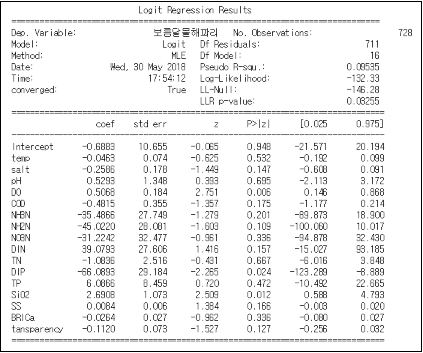 Logit Regression Results
Dep. Variable: 보름달물해파리 No. Observations: 728
Model: Logit Df Residuals: 711
Method: MLE Df Model: 16
Date: Wed, 30 May 2018 Pseudo R-squ.: 0.09535
Time: 17:54:12 Log-Likelihood: -132.33
converged: True LL-Null: -146.28
LLR p-value: 0.03255
coef std err z P>|z| [0.025 0.975]
Intercept -0.6883 10.655 -0.065 0.948 -21.571 20.194
temp -0.0463 0.074 -0.625 0.532 -0.192 0.099
salt -0.2586 0.178 -1.449 0.147 -0.608 0.091
pH 0.5293 1.348 0.393 0.695 -2.113 3.172
DO 0.5068 0.184 2.751 0.006 0.146 0.868
COD -0.4815 0.355 -1.357 0.175 -1.177 0.214
NH3N -35.4866 27.749 -1.279 0.201 -89.873 18.900
NH2N -45.0220 28.081 -1.603 0.109 -100.060 10.017
NO3N -31.2242 32.477 -0.961 0.336 -94.878 32.430
DIN 39.0793 27.606 1.416 0.157 -15.027 93.185
TN -1.0836 2.516 -0.431 0.667 -6.016 3.848
DIP -66.0893 29.184 -2.265 0.024 -123.289 -8.889
TP 6.0866 8.459 0.720 0.472 -10.492 22.665
SiO2 2.6908 1.073 2.509 0.012 0.588 4.793
SS 0.0084 0.006 1.384 0.166 -0.003 0.020
BRICa -0.0264 0.027 -0.962 0.336 -0.080 0.027
tansparency -0.1120 0.073 -1.527 0.127 -0.256 0.032